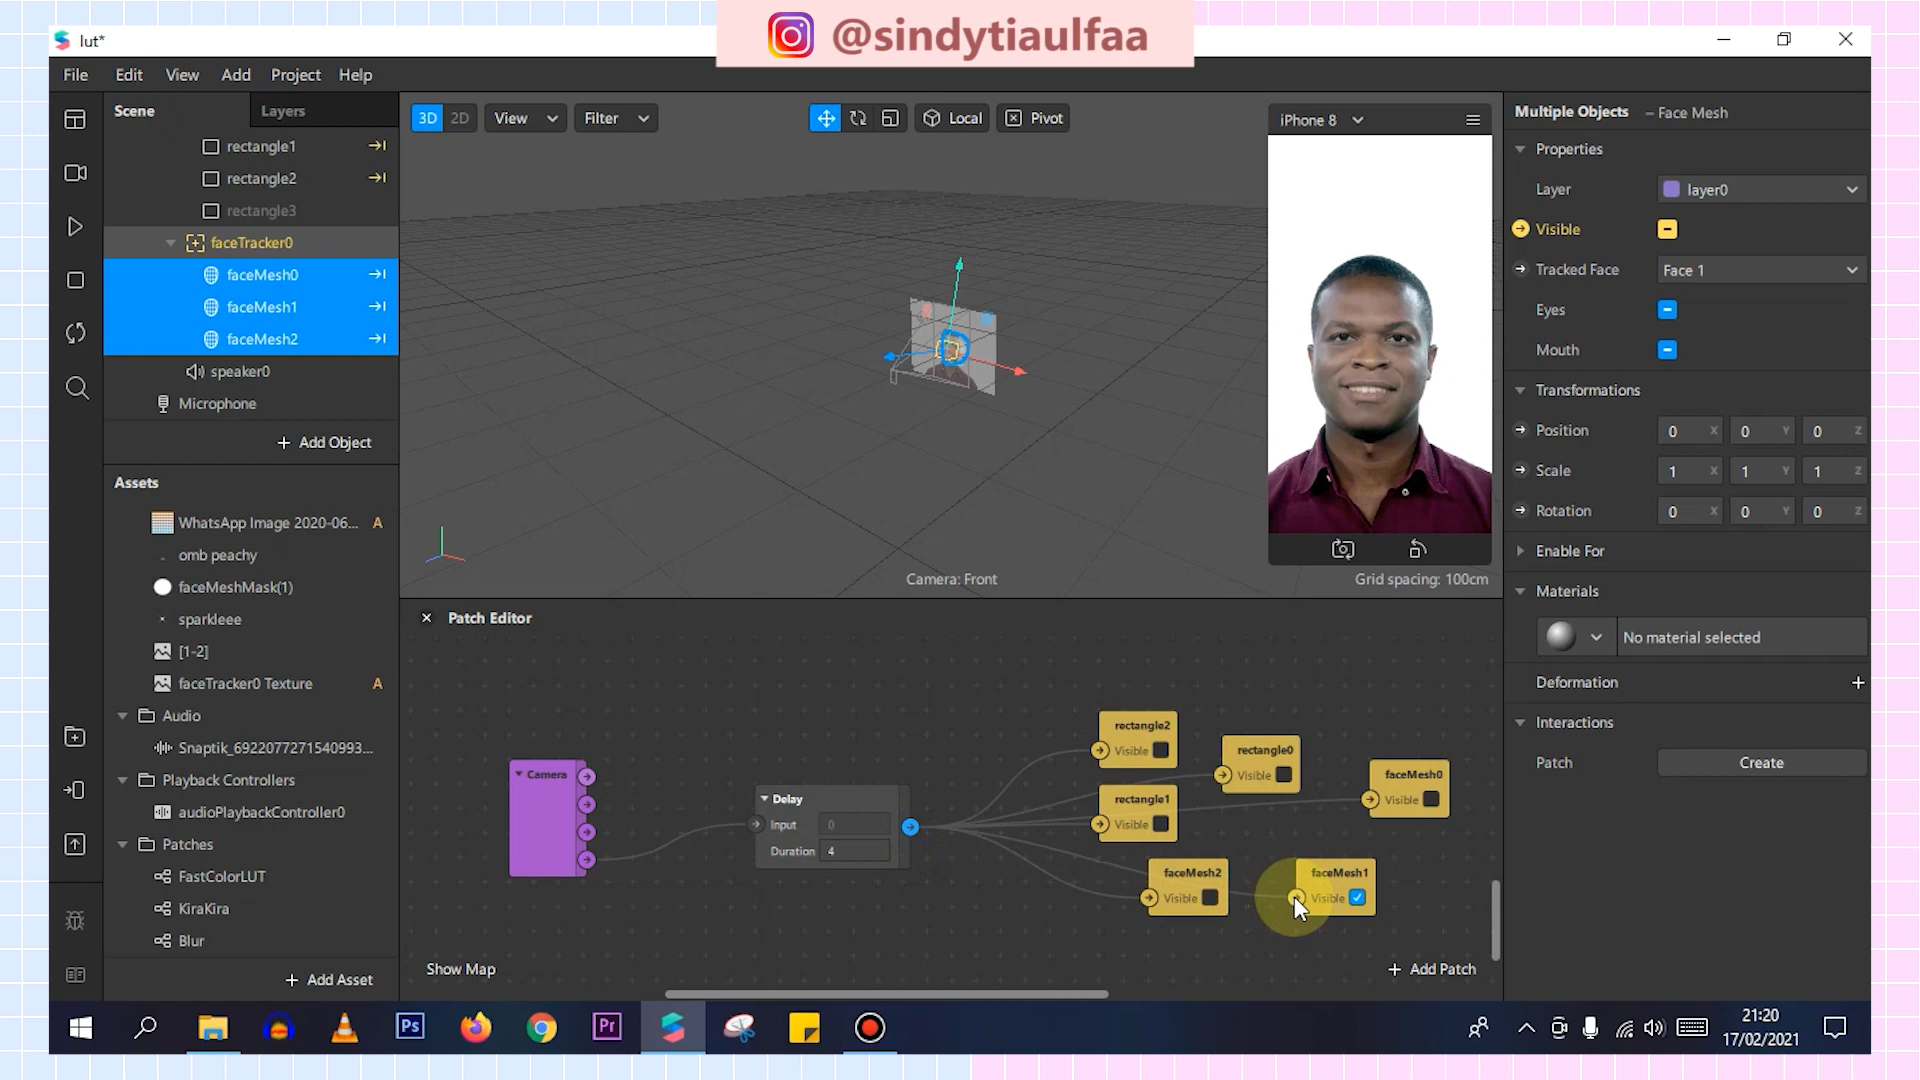 @sindytiaulfaa
lut*
File Edit View Add Project Help
Scene Layers
rectangle1
rectangle2
rectangle3
faceTracker0
faceMesh0
faceMesh1
faceMesh2
speaker0
Microphone
+ Add Object
Assets
WhatsApp Image 2020-06... A
omb peachy
faceMeshMask(1)
sparkleee
[1-2]
faceTracker0 Texture A
Audio
Snaptik_6922077271540993...
Playback Controllers
audioPlaybackController0
Patches
FastColorLUT
KiraKira
Blur
+ Add Asset
3D 2D View Filter Local Pivot
iPhone 8
Camera: Front
Grid spacing: 100cm
Patch Editor
Camera
Delay
Input 0
Duration 4
rectangle2
Visible
rectangle0
Visible
rectangle1
Visible
faceMesh0
Visible
faceMesh2
Visible
faceMesh1
Visible
Show Map
+ Add Patch
Multiple Objects – Face Mesh
Properties
Layer layer0
Visible
Tracked Face Face 1
Eyes
Mouth
Transformations
Position 0 X 0 Y 0 Z
Scale 1 X 1 Y 1 Z
Rotation 0 X 0 Y 0 Z
Enable For
Materials
No material selected
Deformation +
Interactions
Patch Create
Ps
Pr
21:20
17/02/2021